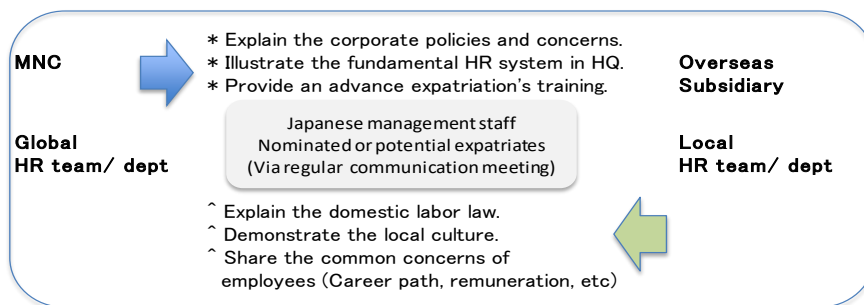 * Explain the corporate policies and concerns.
MNC
* Illustrate the fundamental HR system in HQ.
Overseas
Subsidiary
* Provide an advance expatriation's training.
Japanese management staff
Nominated or potential expatriates
(Via regular communication meeting)
Global
HR team/ dept
Local
HR team/ dept
^ Explain the domestic labor law.
^ Demonstrate the local culture.
^ Share the common concerns of
employees (Career path, remuneration, etc)